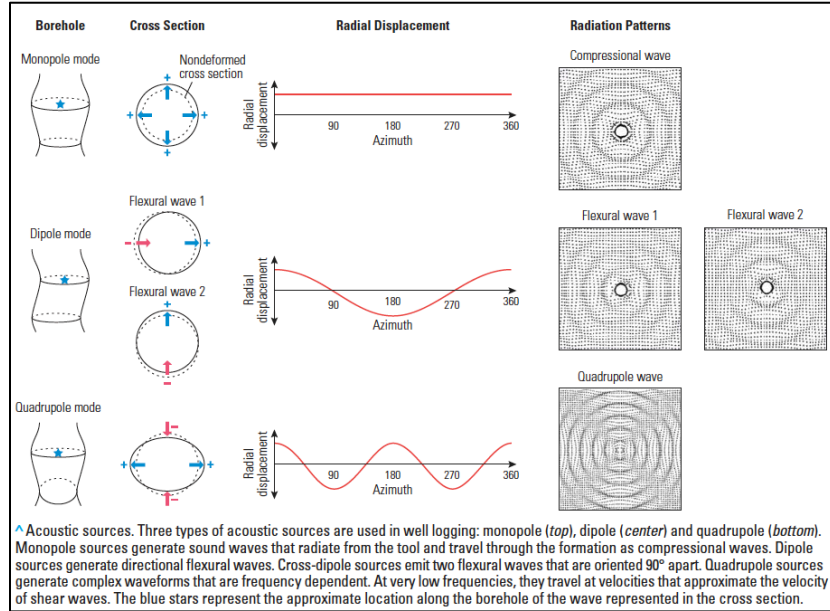 Borehole Cross Section Radial Displacement Radiation Patterns
Monopole mode
Nondeformed
cross section
+
+ +
+
Radial
displacement
90 180 270 360
Azimuth
Compressional wave
Dipole mode
Flexural wave 1
− +
Flexural wave 2
+
−
Radial
displacement
90 180 270 360
Azimuth
Flexural wave 1 Flexural wave 2
Quadrupole mode
−
+ +
−
Radial
displacement
90 180 270 360
Azimuth
Quadrupole wave
^ Acoustic sources. Three types of acoustic sources are used in well logging: monopole (top), dipole (center) and quadrupole (bottom).
Monopole sources generate sound waves that radiate from the tool and travel through the formation as compressional waves. Dipole
sources generate directional flexural waves. Cross-dipole sources emit two flexural waves that are oriented 90° apart. Quadrupole sources
generate complex waveforms that are frequency dependent. At very low frequencies, they travel at velocities that approximate the velocity
of shear waves. The blue stars represent the approximate location along the borehole of the wave represented in the cross section.